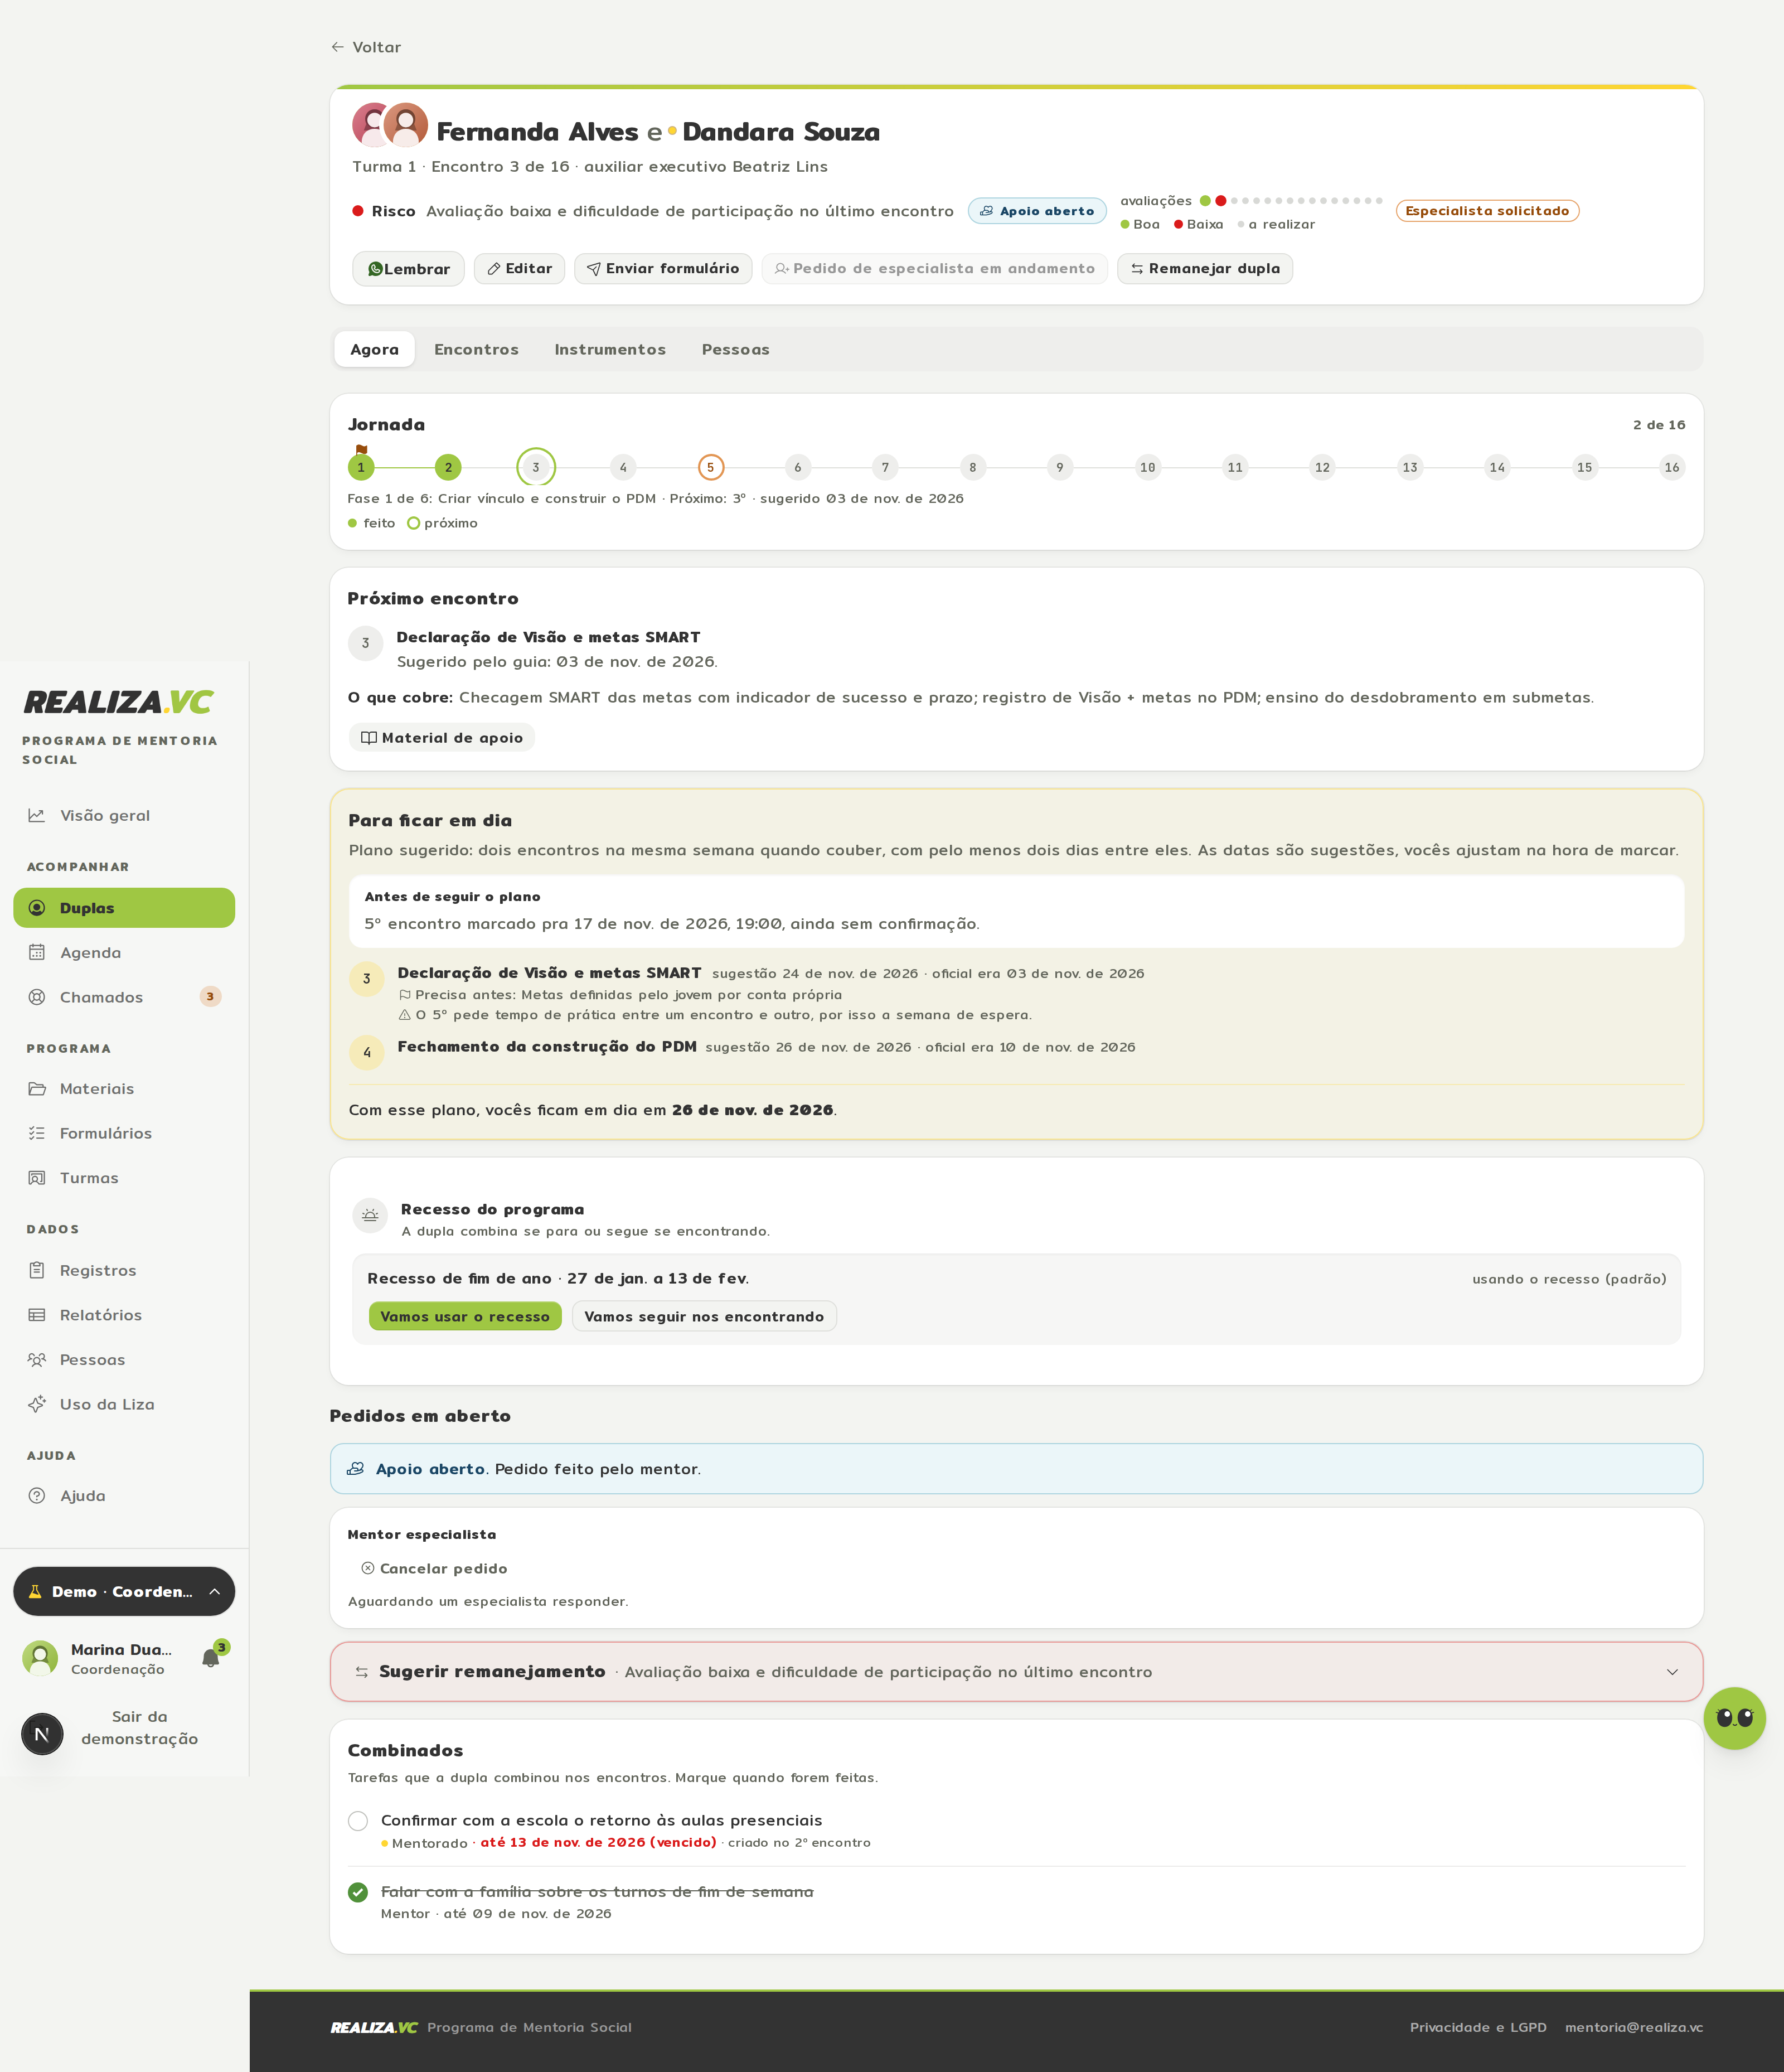 Voltar
Fernanda Alves e Dandara Souza
Turma 1 · Encontro 3 de 16 · auxiliar executivo Beatriz Lins
Risco Avaliação baixa e dificuldade de participação no último encontro
Apoio aberto
avaliações
Boa Baixa a realizar
Especialista solicitado
Lembrar
Editar
Enviar formulário
Pedido de especialista em andamento
Remanejar dupla
Agora
Encontros
Instrumentos
Pessoas
Jornada
2 de 16
1 2 3 4 5 6 7 8 9 10 11 12 13 14 15 16
Fase 1 de 6: Criar vínculo e construir o PDM · Próximo: 3º · sugerido 03 de nov. de 2026
feito próximo
Próximo encontro
3
Declaração de Visão e metas SMART
Sugerido pelo guia: 03 de nov. de 2026.
O que cobre: Checagem SMART das metas com indicador de sucesso e prazo; registro de Visão + metas no PDM; ensino do desdobramento em submetas.
Material de apoio
Para ficar em dia
Plano sugerido: dois encontros na mesma semana quando couber, com pelo menos dois dias entre eles. As datas são sugestões, vocês ajustam na hora de marcar.
Antes de seguir o plano
5º encontro marcado pra 17 de nov. de 2026, 19:00, ainda sem confirmação.
3
Declaração de Visão e metas SMART sugestão 24 de nov. de 2026 · oficial era 03 de nov. de 2026
Precisa antes: Metas definidas pelo jovem por conta própria
O 5º pede tempo de prática entre um encontro e outro, por isso a semana de espera.
4
Fechamento da construção do PDM sugestão 26 de nov. de 2026 · oficial era 10 de nov. de 2026
Com esse plano, vocês ficam em dia em 26 de nov. de 2026.
Recesso do programa
A dupla combina se para ou segue se encontrando.
Recesso de fim de ano · 27 de jan. a 13 de fev.
usando o recesso (padrão)
Vamos usar o recesso
Vamos seguir nos encontrando
Pedidos em aberto
Apoio aberto. Pedido feito pelo mentor.
Mentor especialista
Cancelar pedido
Aguardando um especialista responder.
Sugerir remanejamento · Avaliação baixa e dificuldade de participação no último encontro
Combinados
Tarefas que a dupla combinou nos encontros. Marque quando forem feitas.
Confirmar com a escola o retorno às aulas presenciais
Mentorado · até 13 de nov. de 2026 (vencido) · criado no 2º encontro
Falar com a família sobre os turnos de fim de semana
Mentor · até 09 de nov. de 2026
REALIZA.VC
PROGRAMA DE MENTORIA
SOCIAL
Visão geral
ACOMPANHAR
Duplas
Agenda
Chamados
3
PROGRAMA
Materiais
Formulários
Turmas
DADOS
Registros
Relatórios
Pessoas
Uso da Liza
AJUDA
Ajuda
Demo · Coorden...
Marina Dua...
Coordenação
3
N
Sair da
demonstração
REALIZA.VC Programa de Mentoria Social
Privacidade e LGPD
mentoria@realiza.vc